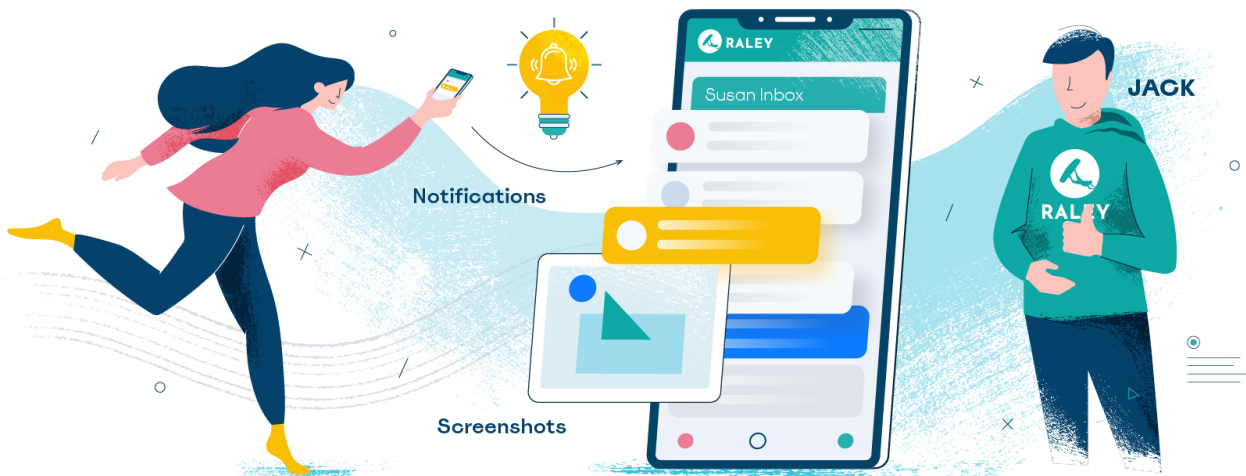 RALEY
Susan Inbox
JACK
Notifications
RALEY
Screenshots